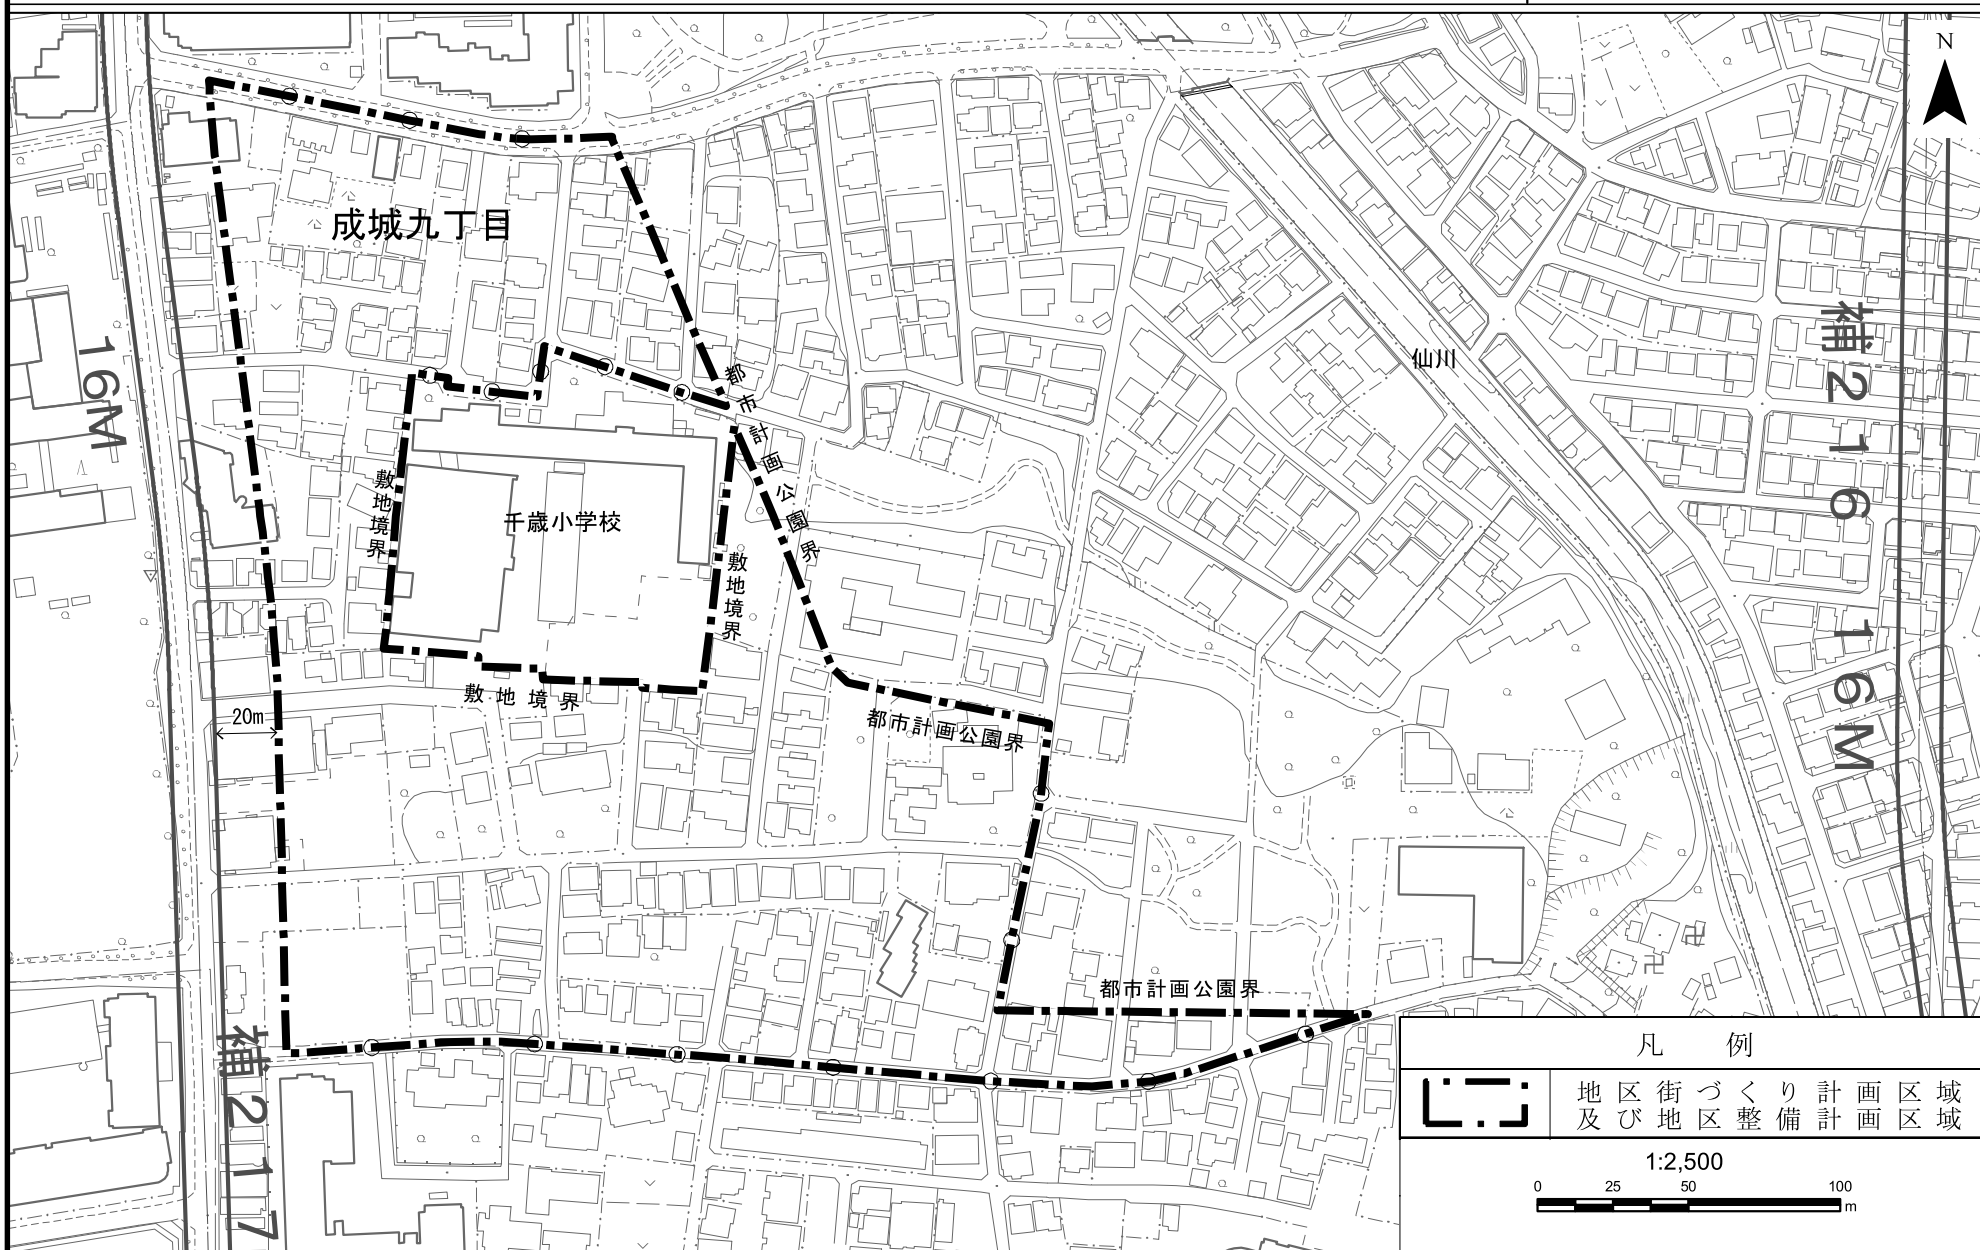 N
成城九丁目
16M
仙川
補216
16M
都市計画公園界
敷地境界
千歳小学校
敷地境界
敷地境界
20m
都市計画公園界
都市計画公園界
補217
凡例
地区街づくり計画区域
及び地区整備計画区域
1:2,500
0 25 50 100
m